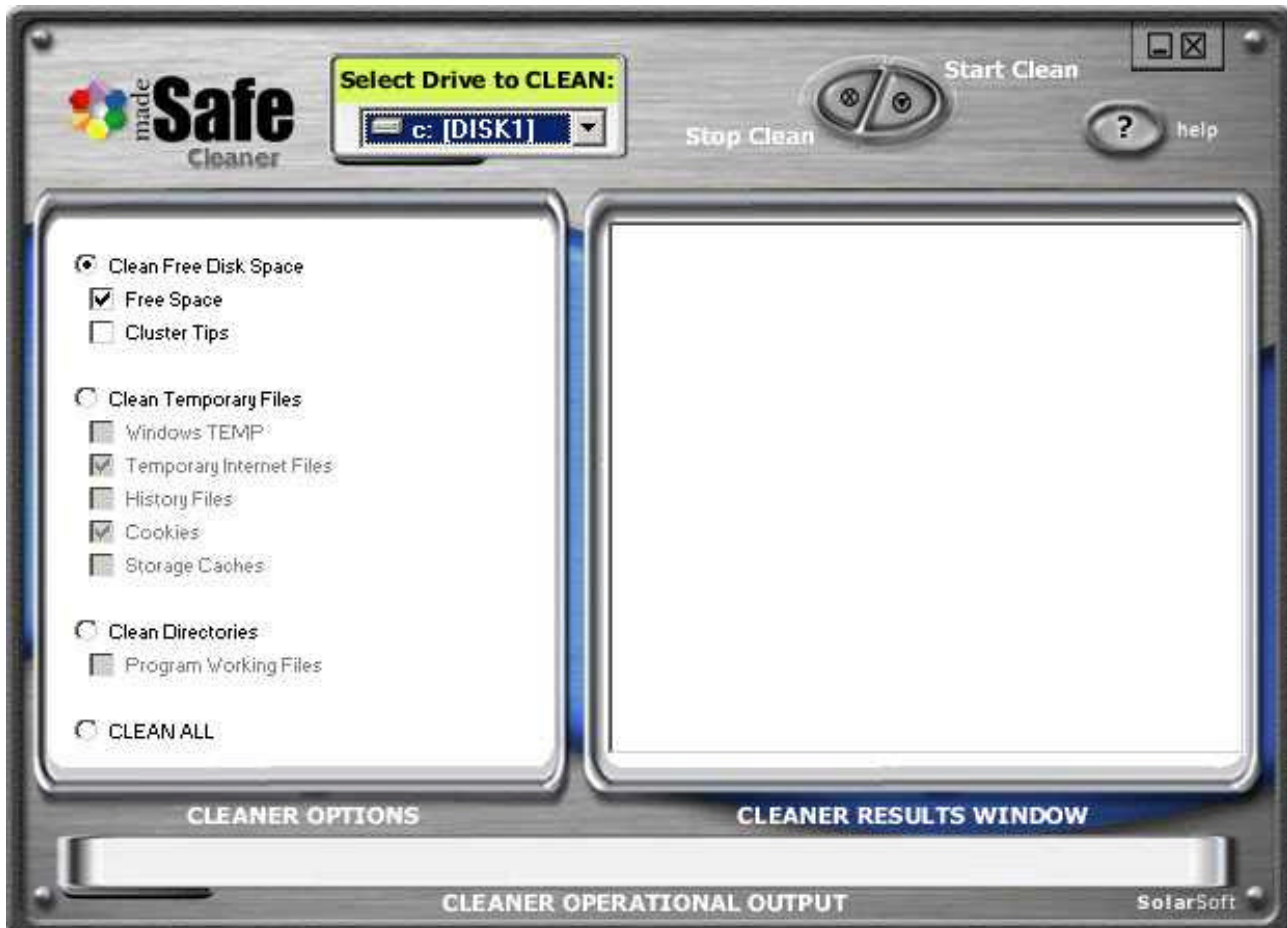 made
Safe
Cleaner
Select Drive to CLEAN:
c: [DISK1]
Start Clean
Stop Clean
?
help
Clean Free Disk Space
Free Space
Cluster Tips
Clean Temporary Files
Windows TEMP
Temporary Internet Files
History Files
Cookies
Storage Caches
Clean Directories
Program Working Files
CLEAN ALL
CLEANER OPTIONS
CLEANER RESULTS WINDOW
CLEANER OPERATIONAL OUTPUT
SolarSoft